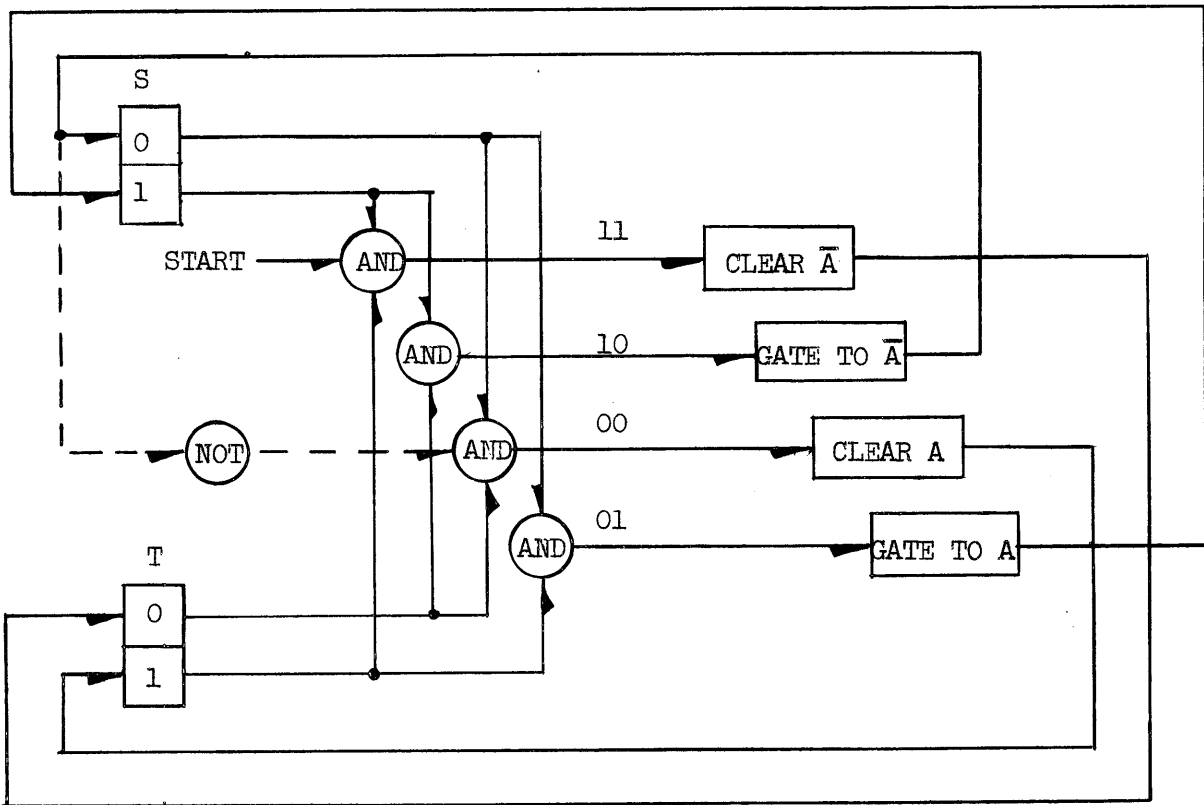 S
0
1
START
AND
11
CLEAR A̅
AND
10
GATE TO A̅
NOT
AND
00
CLEAR A
AND
01
GATE TO A
T
0
1